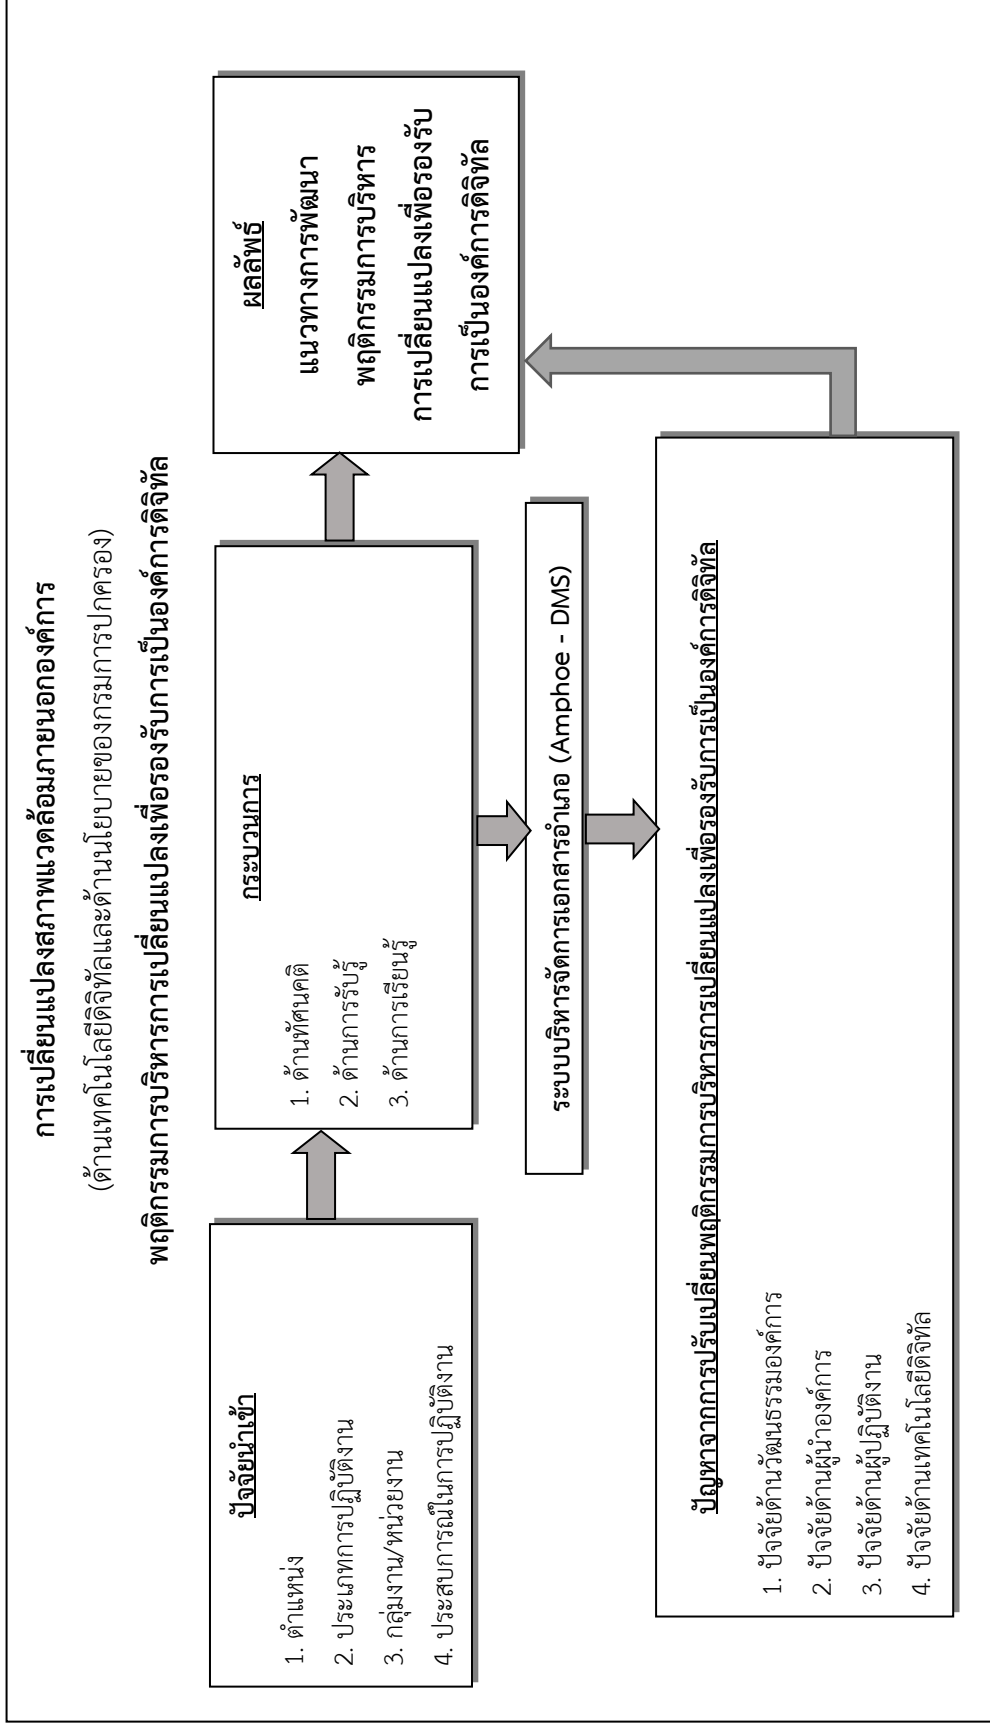 การเปลี่ยนแปลงสภาพแวดล้อมภายนอกองค์การ
(ด้านเทคโนโลยีดิจิทัลและด้านนโยบายของกรมการปกครอง)
พฤติกรรมการบริหารการเปลี่ยนแปลงเพื่อรองรับการเป็นองค์การดิจิทัล
ปัจจัยนำเข้า
1. ตำแหน่ง
2. ประเภทการปฏิบัติงาน
3. กลุ่มงาน/หน่วยงาน
4. ประสบการณ์ในการปฏิบัติงาน
กระบวนการ
1. ด้านทัศนคติ
2. ด้านการรับรู้
3. ด้านการเรียนรู้
ผลลัพธ์
แนวทางการพัฒนา
พฤติกรรมการบริหาร
การเปลี่ยนแปลงเพื่อรองรับ
การเป็นองค์การดิจิทัล
ระบบบริหารจัดการเอกสารอำเภอ (Amphoe - DMS)
ปัญหาจากการปรับเปลี่ยนพฤติกรรมการบริหารการเปลี่ยนแปลงเพื่อรองรับการเป็นองค์การดิจิทัล
1. ปัจจัยด้านวัฒนธรรมองค์การ
2. ปัจจัยด้านผู้นำองค์การ
3. ปัจจัยด้านผู้ปฏิบัติงาน
4. ปัจจัยด้านเทคโนโลยีดิจิทัล